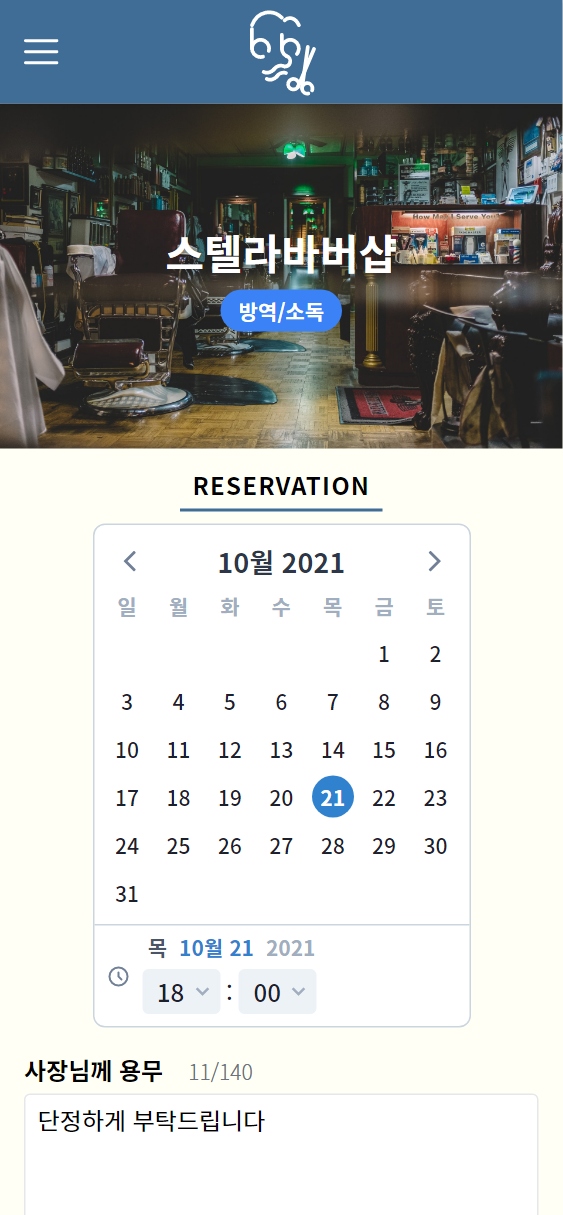 How May I Serve You?
스텔라바버샵
방역/소독
RESERVATION
10월 2021
일 월 화 수 목 금 토
1 2
3 4 5 6 7 8 9
10 11 12 13 14 15 16
17 18 19 20 21 22 23
24 25 26 27 28 29 30
31
목 10월 21 2021
18 : 00
사장님께 용무 11/140
단정하게 부탁드립니다